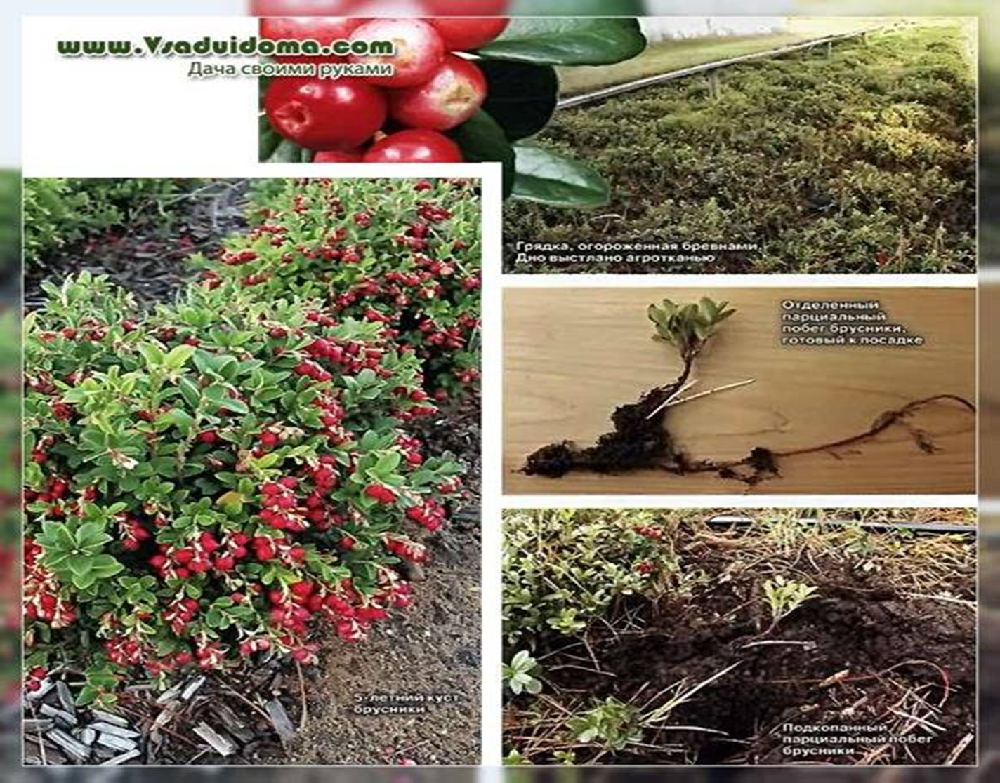 www.Vsaduidoma.com
Дача своими руками
Грядка, огороженная бревнами.
Дно выстлано агротканью
Отделенный
парциальный
побег брусники,
готовый к посадке
5-летний куст
брусники
Подкопанный
парциальный побег
брусники